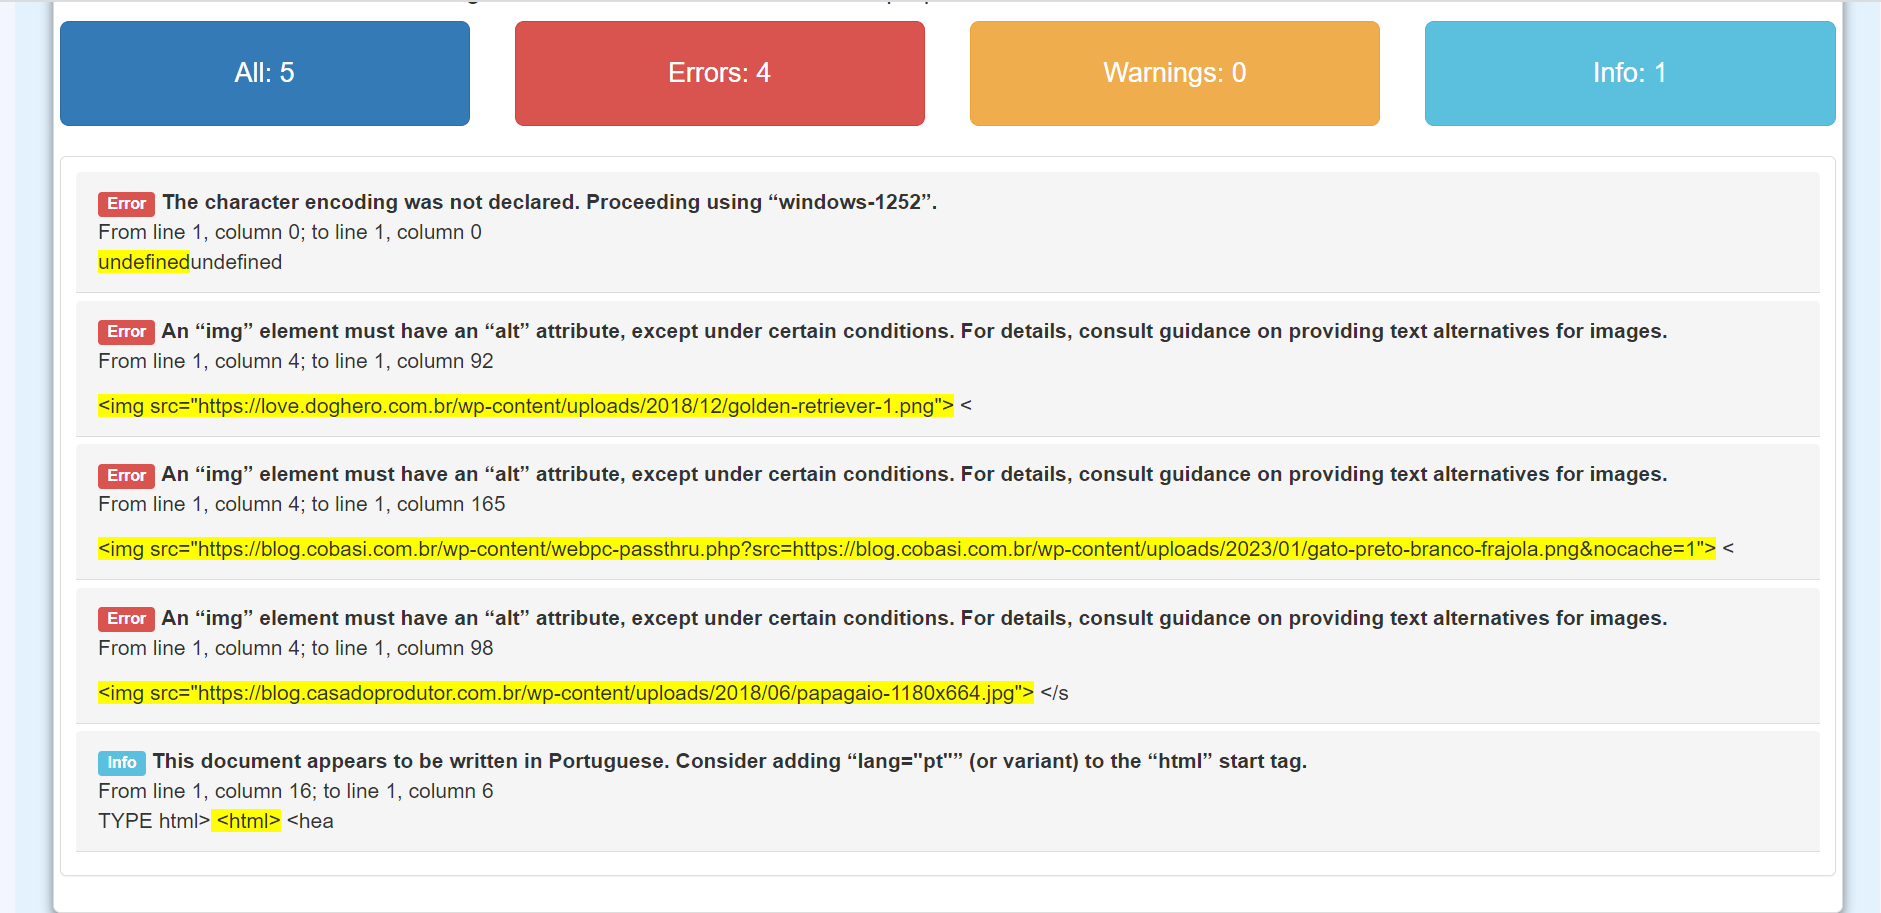 All: 5
Errors: 4
Warnings: 0
Info: 1
Error The character encoding was not declared. Proceeding using “windows-1252”.
From line 1, column 0; to line 1, column 0
undefinedundefined
Error An “img” element must have an “alt” attribute, except under certain conditions. For details, consult guidance on providing text alternatives for images.
From line 1, column 4; to line 1, column 92
<img src="https://love.doghero.com.br/wp-content/uploads/2018/12/golden-retriever-1.png"> <
Error An “img” element must have an “alt” attribute, except under certain conditions. For details, consult guidance on providing text alternatives for images.
From line 1, column 4; to line 1, column 165
<img src="https://blog.cobasi.com.br/wp-content/webpc-passthru.php?src=https://blog.cobasi.com.br/wp-content/uploads/2023/01/gato-preto-branco-frajola.png&nocache=1"> <
Error An “img” element must have an “alt” attribute, except under certain conditions. For details, consult guidance on providing text alternatives for images.
From line 1, column 4; to line 1, column 98
<img src="https://blog.casadoprodutor.com.br/wp-content/uploads/2018/06/papagaio-1180x664.jpg"> </s
Info This document appears to be written in Portuguese. Consider adding “lang="pt"” (or variant) to the “html” start tag.
From line 1, column 16; to line 1, column 6
TYPE html> <html> <hea